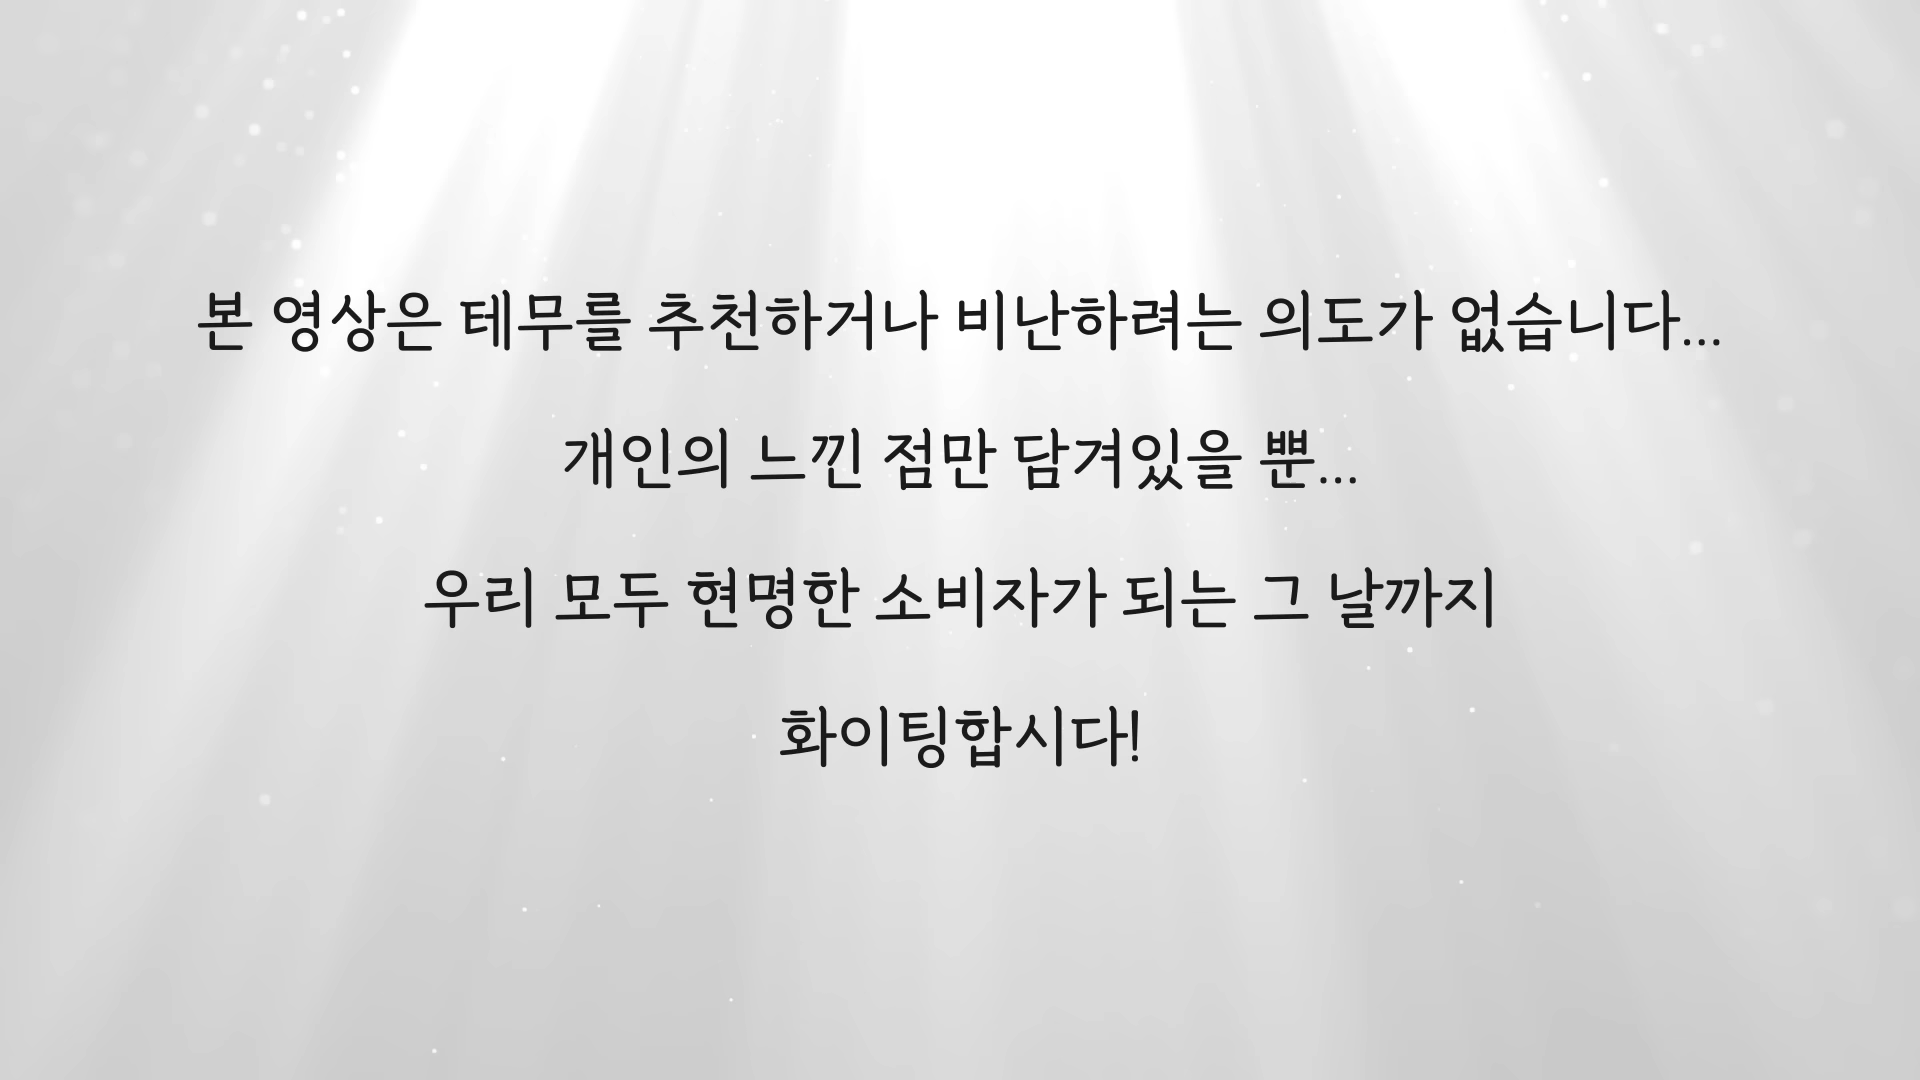 본 영상은 테무를 추천하거나 비난하려는 의도가 없습니다...
개인의 느낀 점만 담겨있을 뿐...
우리 모두 현명한 소비자가 되는 그 날까지
화이팅합시다!